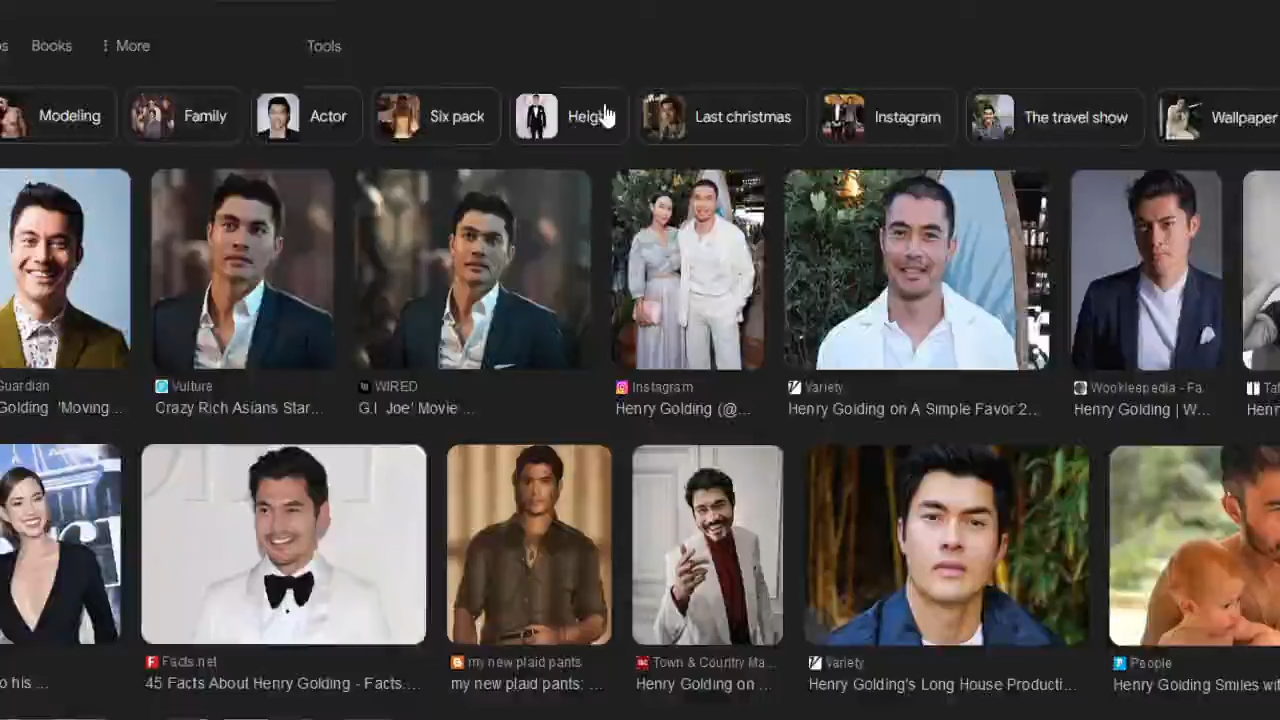 Books
More
Tools
Modeling
Family
Actor
Six pack
Heig
Last christmas
Instagram
The travel show
Wallpaper
Guardian
Golding 'Moving ...
Vulture
Crazy Rich Asians Star...
WIRED
G.I. Joe' Movie ...
Instagram
Henry Golding (@...
Variety
Henry Golding on A Simple Favor 2...
Wookieepedia - Fa
Henry Golding | W...
Henr
o his ...
Facts.net
45 Facts About Henry Golding - Facts...
my new plaid pants
my new plaid pants: ...
Town & Country Ma...
Henry Golding on ...
Variety
Henry Golding's Long House Producti...
People
Henry Golding Smiles wit